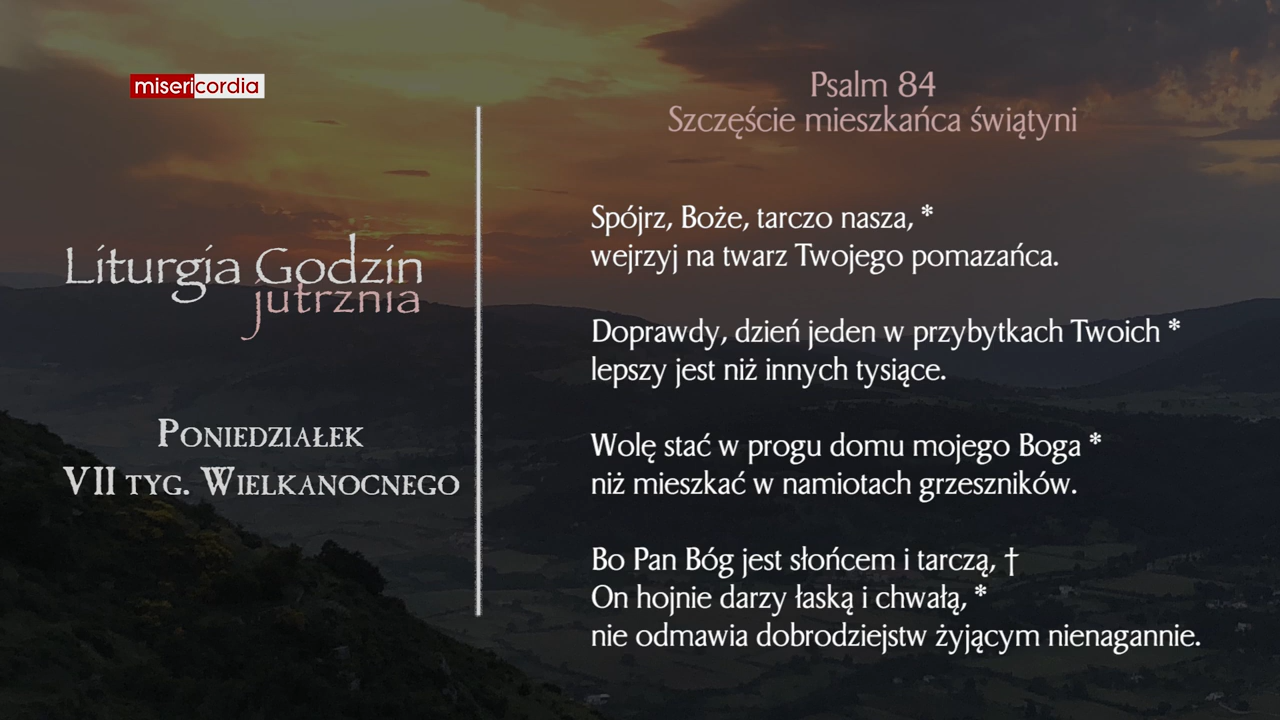 misericordia
Liturgia Godzin
jutrznia
Poniedziałek
VII tyg. Wielkanocnego
Psalm 84
Szczęście mieszkańca świątyni
Spójrz, Boże, tarczo nasza, *
wejrzyj na twarz Twojego pomazańca.
Doprawdy, dzień jeden w przybytkach Twoich *
lepszy jest niż innych tysiące.
Wolę stać w progu domu mojego Boga *
niż mieszkać w namiotach grzeszników.
Bo Pan Bóg jest słońcem i tarczą, †
On hojnie darzy łaską i chwałą, *
nie odmawia dobrodziejstw żyjącym nienagannie.